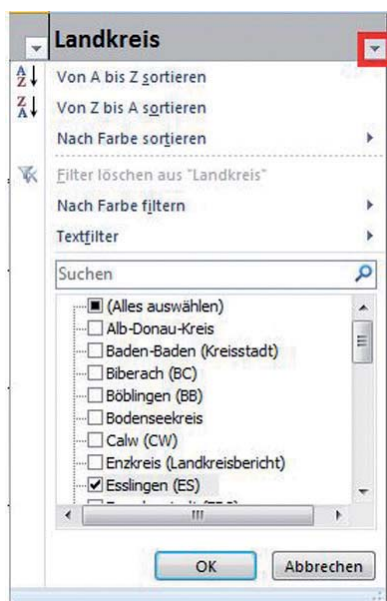 Landkreis
Von A bis Z sortieren
Von Z bis A sortieren
Nach Farbe sortieren
Filter löschen aus "Landkreis"
Nach Farbe filtern
Textfilter
Suchen
(Alles auswählen)
Alb-Donau-Kreis
Baden-Baden (Kreisstadt)
Biberach (BC)
Böblingen (BB)
Bodenseekreis
Calw (CW)
Enzkreis (Landkreisbericht)
Esslingen (ES)
OK Abbrechen